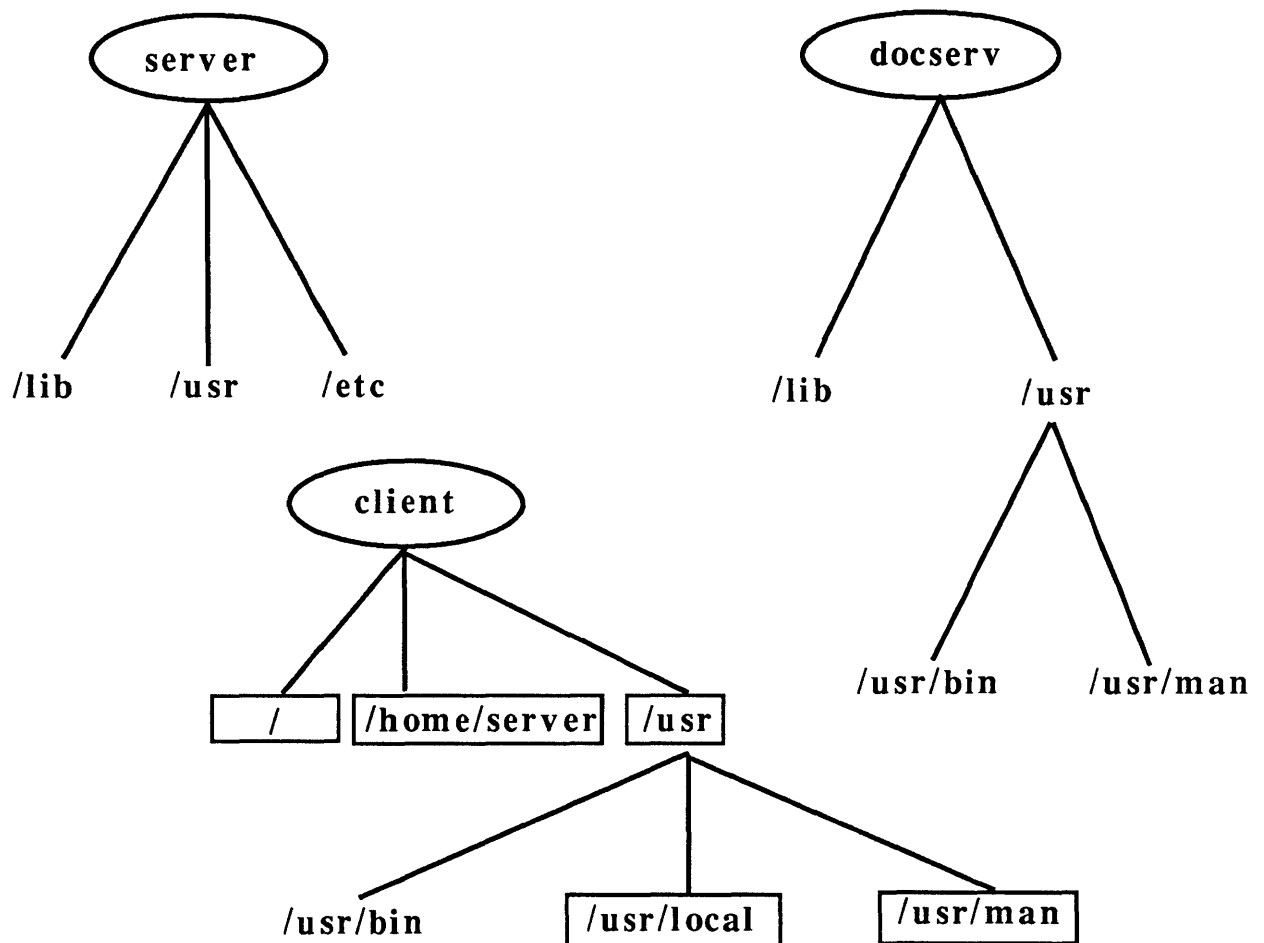 server
docserv
/lib
/usr
/etc
/lib
/usr
client
/usr/bin
/usr/man
/
/home/server
/usr
/usr/bin
/usr/local
/usr/man